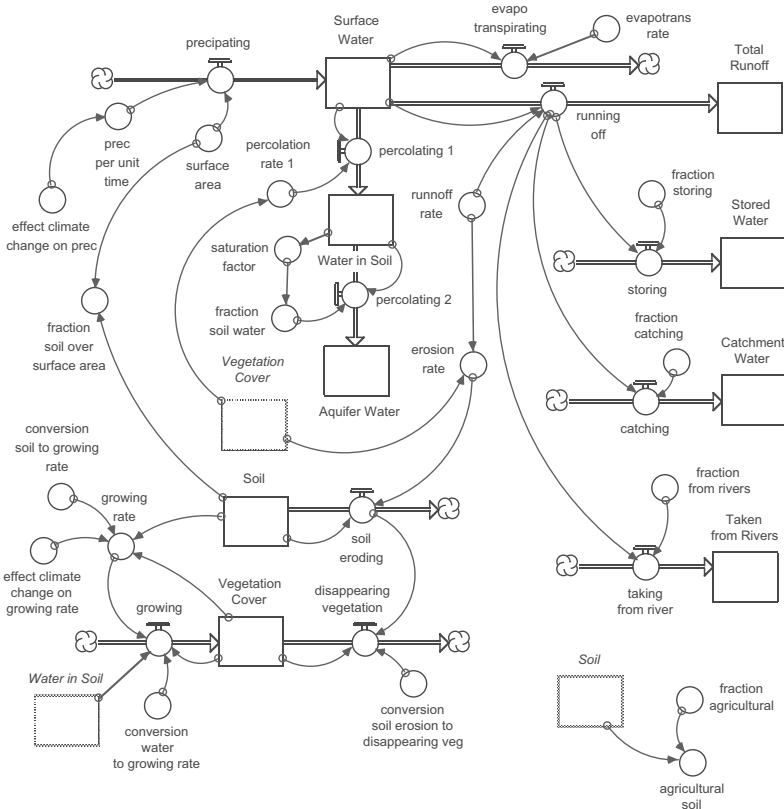 Surface
Water
evapo
transpirating
evapotrans
rate
precipitating
Total
Runoff
running
off
prec
per unit
time
surface
area
percolation
rate 1
percolating 1
effect climate
change on prec
runnoff
rate
fraction
storing
Stored
Water
saturation
factor
Water in Soil
storing
percolating 2
fraction
soil water
fraction
soil over
surface area
fraction
catching
Vegetation
Cover
erosion
rate
Catchment
Water
Aquifer Water
catching
conversion
soil to growing
rate
Soil
growing
rate
fraction
from rivers
Taken
from Rivers
soil
eroding
effect climate
change on
growing rate
Vegetation
Cover
disappearing
vegetation
growing
taking
from river
Water in Soil
Soil
fraction
agricultural
conversion
water
to growing rate
conversion
soil erosion to
disappearing veg
agricultural
soil